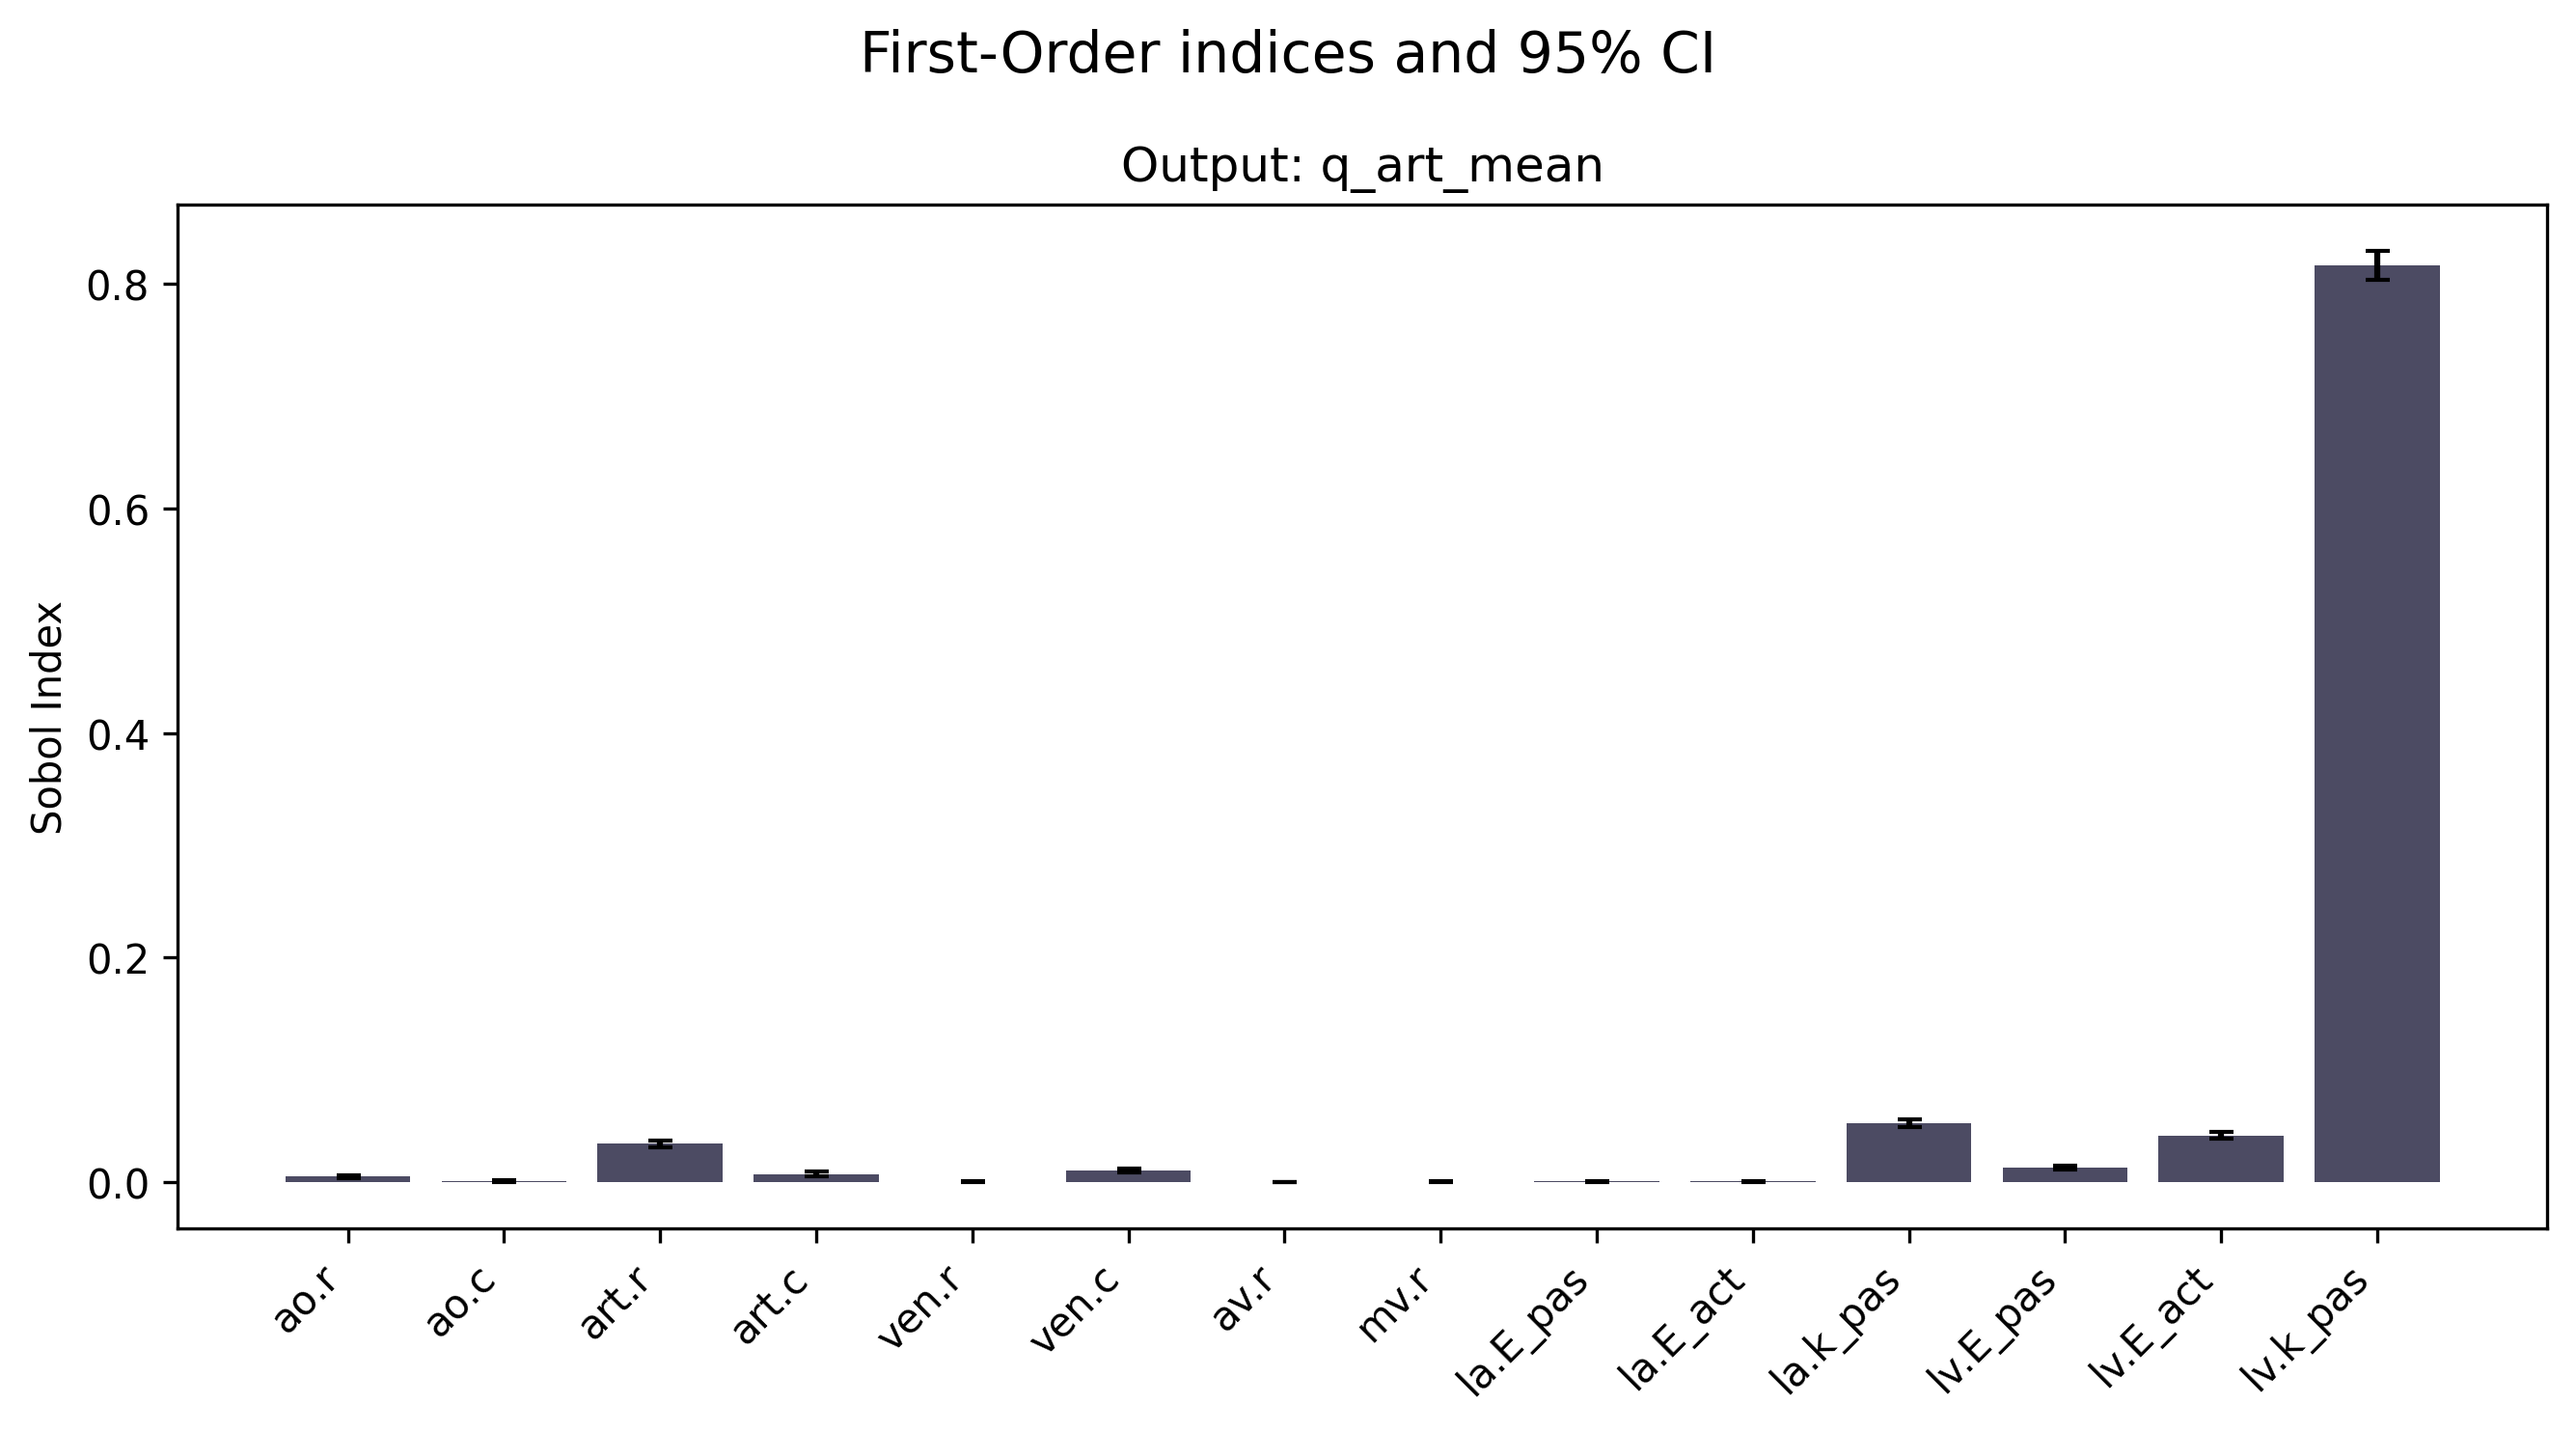 First-Order indices and 95% CI
Output: q_art_mean
Sobol Index
0.8
0.6
0.4
0.2
0.0
ao.r
ao.c
art.r
art.c
ven.r
ven.c
av.r
mv.r
la.E_pas
la.E_act
la.k_pas
lv.E_pas
lv.E_act
lv.k_pas